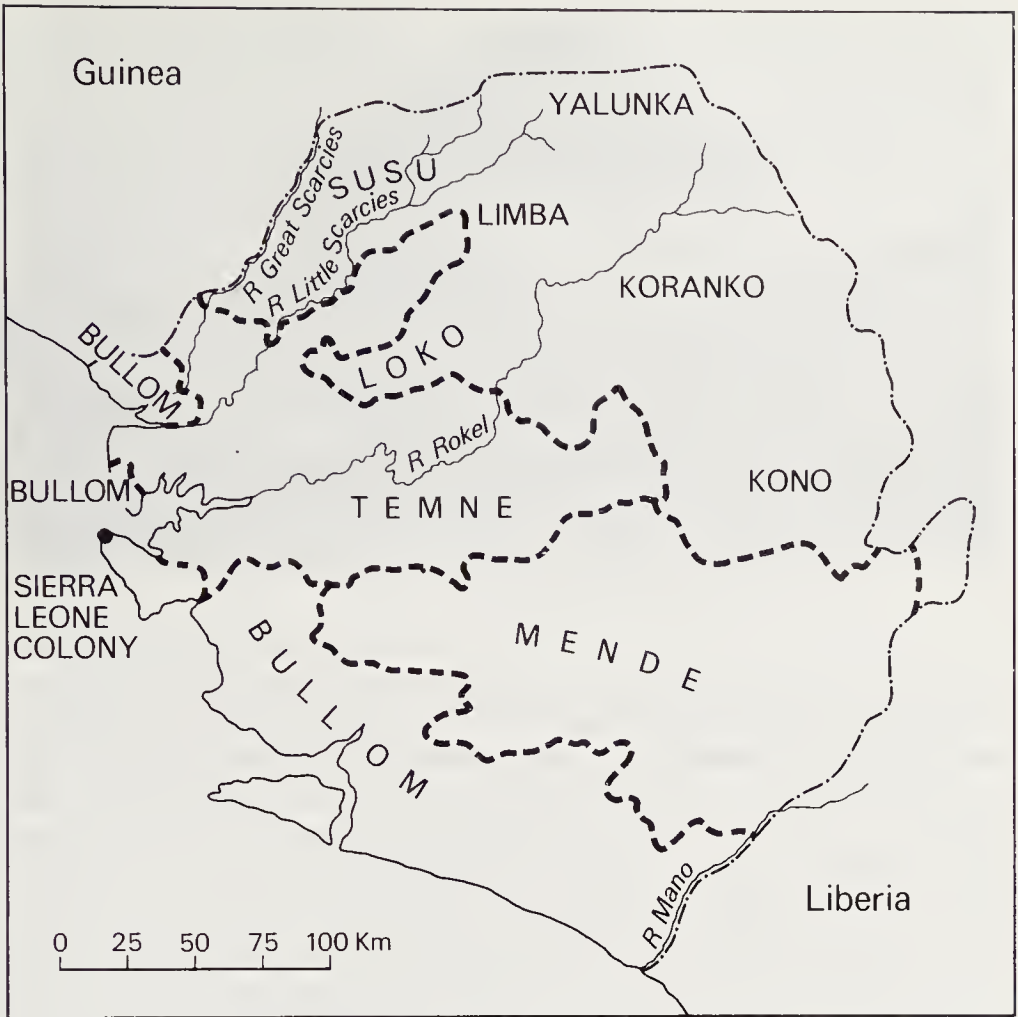 Guinea
YALUNKA
R Great Scarcies
SUSU
R Little Scarcies
LIMBA
KORANKO
BULLOM
LOKO
R Rokel
KONO
BULLOM
TEMNE
SIERRA
LEONE
COLONY
MENDE
BULLOM
R Mano
Liberia
0 25 50 75 100 Km